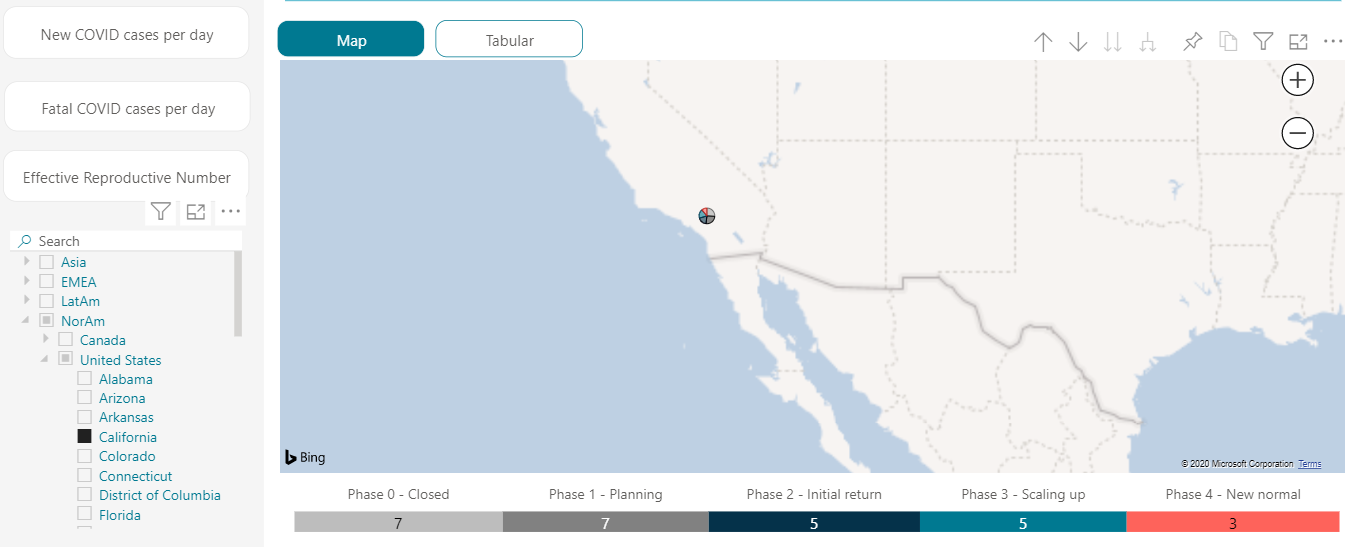 New COVID cases per day
Fatal COVID cases per day
Effective Reproductive Number
Search
Asia
EMEA
LatAm
NorAm
Canada
United States
Alabama
Arizona
Arkansas
California
Colorado
Connecticut
District of Columbia
Florida
Map
Tabular
Bing
© 2020 Microsoft Corporation Terms
Phase 0 - Closed Phase 1 - Planning Phase 2 - Initial return Phase 3 - Scaling up Phase 4 - New normal
7 7 5 5 3